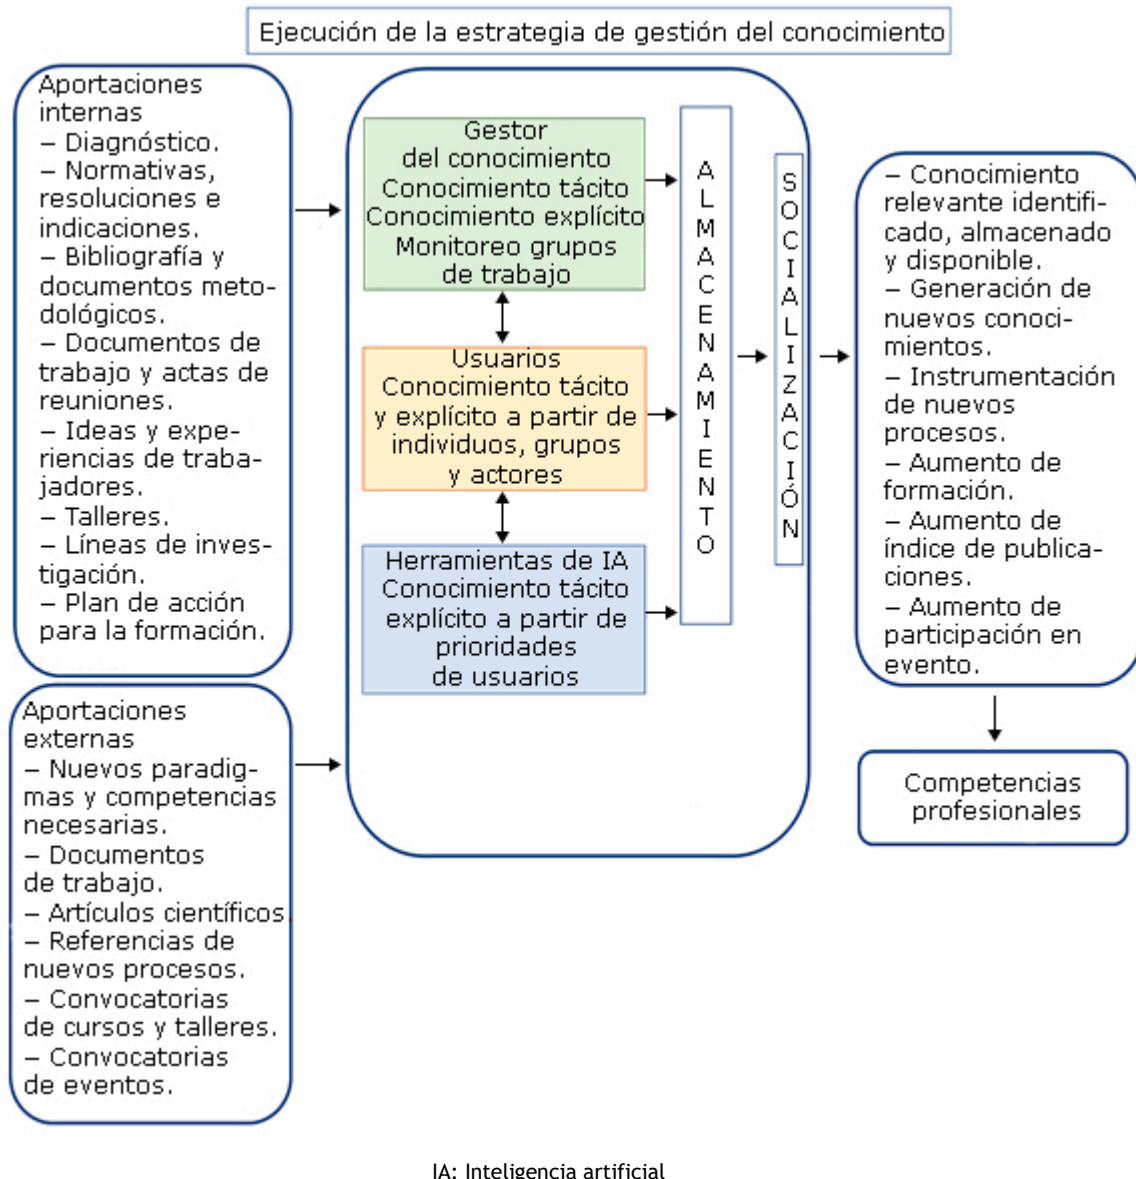 Ejecución de la estrategia de gestión del conocimiento
Aportaciones
internas
– Diagnóstico.
– Normativas,
resoluciones e
indicaciones.
– Bibliografía y
documentos meto-
dológicos.
– Documentos de
trabajo y actas de
reuniones.
– Ideas y expe-
riencias de traba-
jadores.
– Talleres.
– Líneas de inves-
tigación.
– Plan de acción
para la formación.
Aportaciones
externas
– Nuevos paradig-
mas y competencias
necesarias.
– Documentos
de trabajo.
– Artículos científicos.
– Referencias de
nuevos procesos.
– Convocatorias
de cursos y talleres.
– Convocatorias
de eventos.
Gestor
del conocimiento
Conocimiento tácito
Conocimiento explícito
Monitoreo grupos
de trabajo
Usuarios
Conocimiento tácito
y explícito a partir de
individuos, grupos
y actores
Herramientas de IA
Conocimiento tácito
explícito a partir de
prioridades
de usuarios
ALMACENAMIENTO
SOCIALIZACIÓN
– Conocimiento
relevante identifi-
cado, almacenado
y disponible.
– Generación de
nuevos conoci-
mientos.
– Instrumentación
de nuevos
procesos.
– Aumento de
formación.
– Aumento de
índice de publica-
ciones.
– Aumento de
participación en
evento.
Competencias
profesionales
IA: Inteligencia artificial